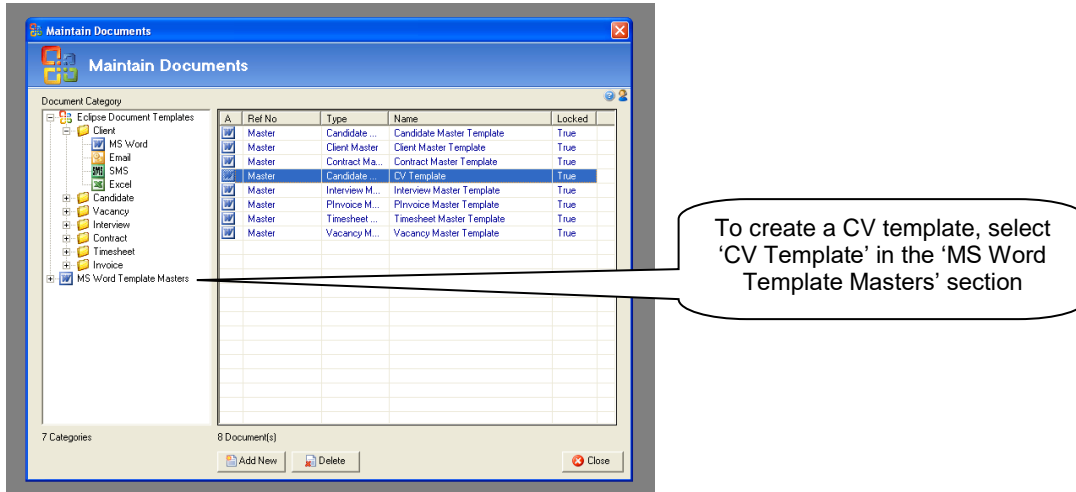 Maintain Documents
Maintain Documents
Document Category
Eclipse Document Templates
Client
MS Word
Email
SMS
Excel
Candidate
Vacancy
Interview
Contract
Timesheet
Invoice
MS Word Template Masters
A Ref No Type Name Locked
Master Candidate ... Candidate Master Template True
Master Client Master Client Master Template True
Master Contract Ma... Contract Master Template True
Master Candidate ... CV Template True
Master Interview M... Interview Master Template True
Master PInvoice M... PInvoice Master Template True
Master Timesheet ... Timesheet Master Template True
Master Vacancy M... Vacancy Master Template True
To create a CV template, select
‘CV Template’ in the ‘MS Word
Template Masters’ section
7 Categories
8 Document(s)
Add New Delete Close